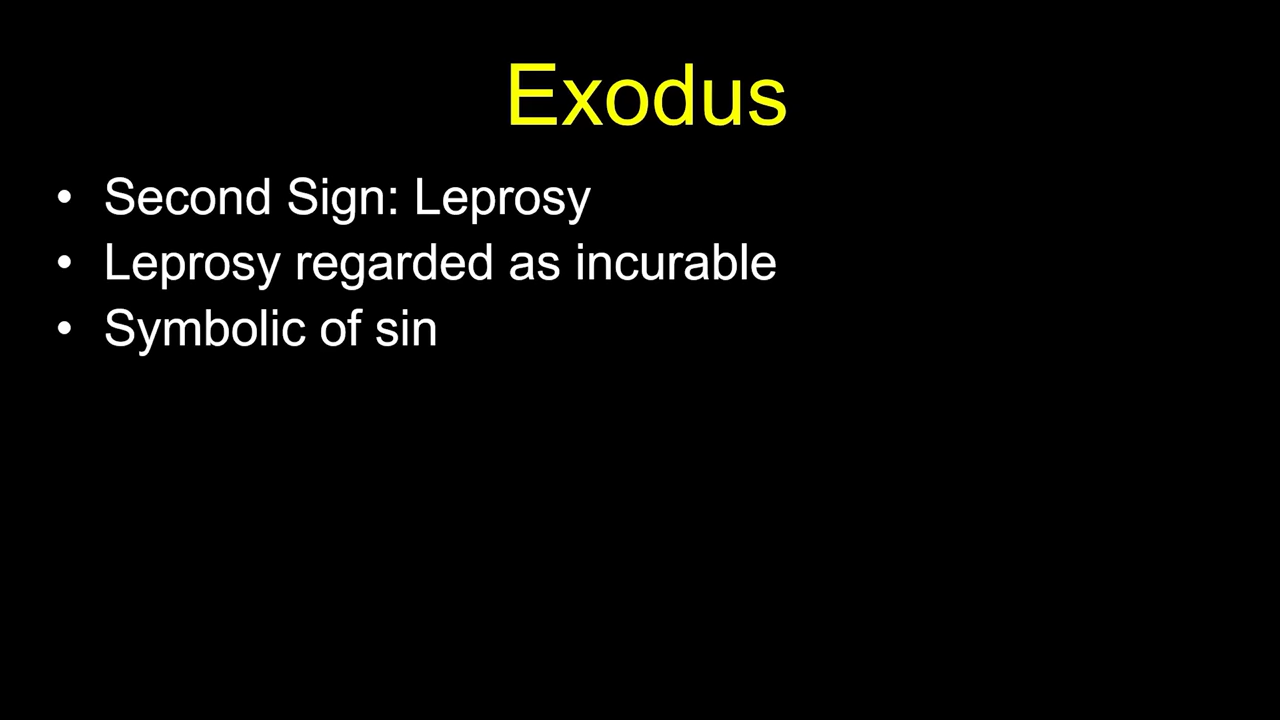 Exodus
• Second Sign: Leprosy
• Leprosy regarded as incurable
• Symbolic of sin